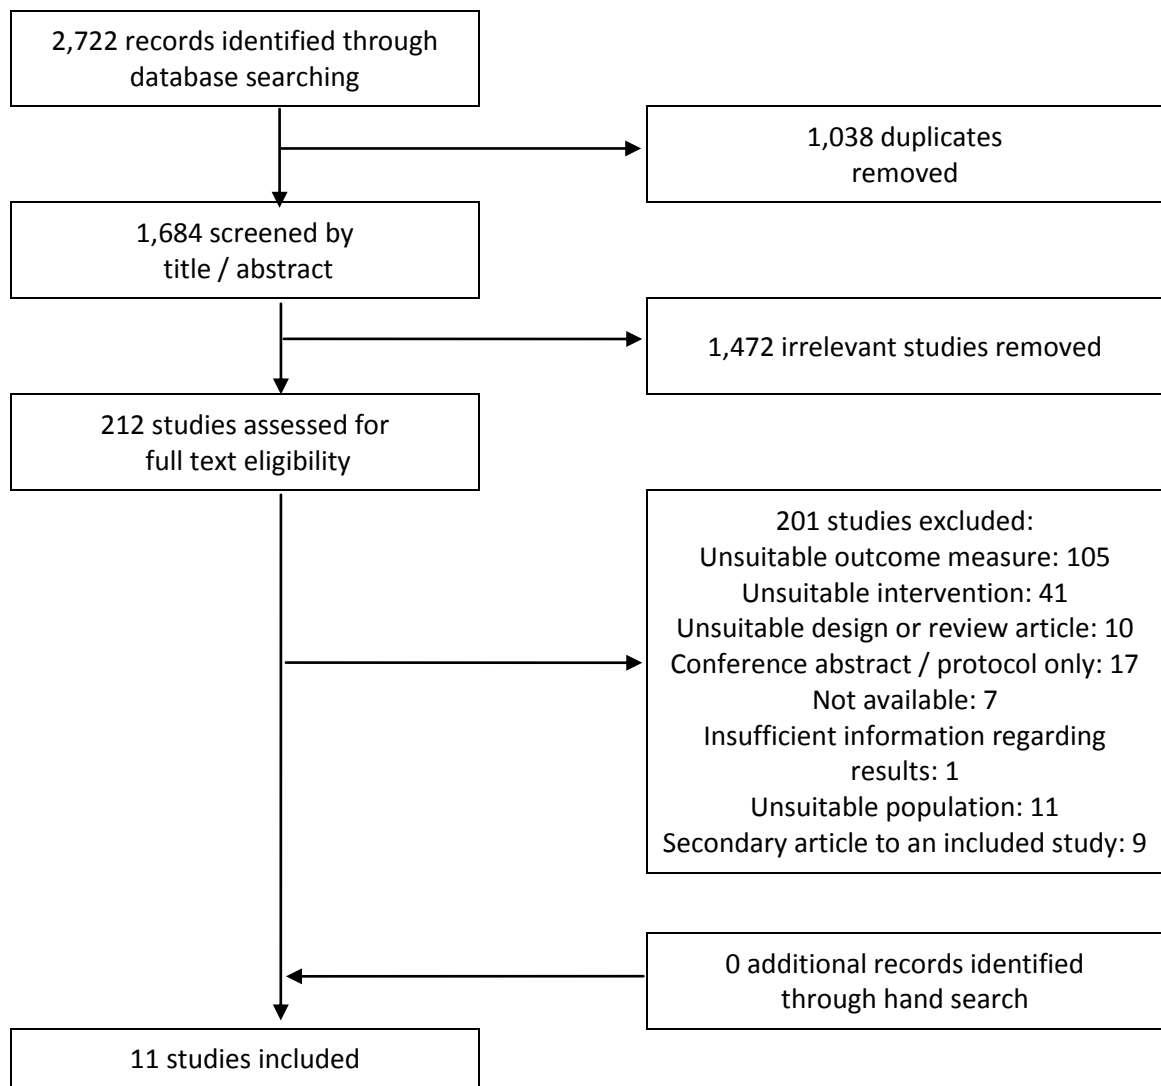 2,722 records identified through
database searching
1,038 duplicates
removed
1,684 screened by
title / abstract
1,472 irrelevant studies removed
212 studies assessed for
full text eligibility
201 studies excluded:
Unsuitable outcome measure: 105
Unsuitable intervention: 41
Unsuitable design or review article: 10
Conference abstract / protocol only: 17
Not available: 7
Insufficient information regarding
results: 1
Unsuitable population: 11
Secondary article to an included study: 9
0 additional records identified
through hand search
11 studies included